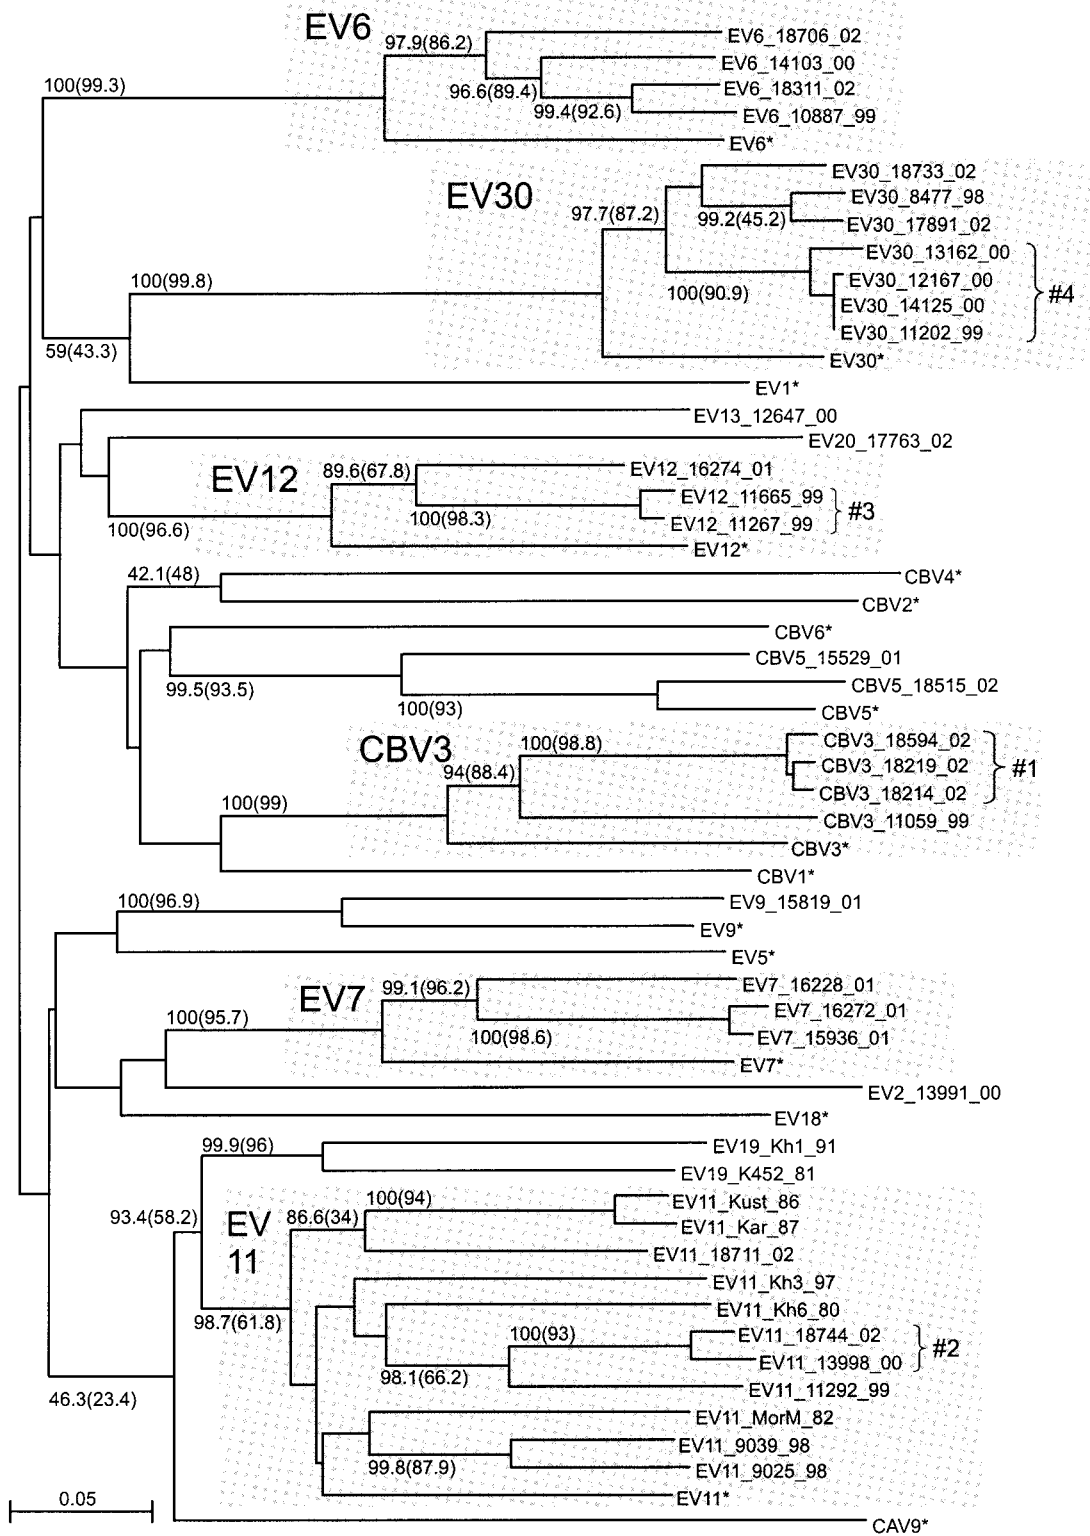 EV6
97.9(86.2)
EV6_18706_02
EV6_14103_00
100(99.3)
96.6(89.4)
EV6_18311_02
99.4(92.6)
EV6_10887_99
EV6*
EV30
EV30_18733_02
EV30_8477_98
97.7(87.2)
99.2(45.2)
EV30_17891_02
EV30_13162_00
100(99.8)
100(90.9)
EV30_12167_00
#4
EV30_14125_00
EV30_11202_99
59(43.3)
EV30*
EV1*
EV13_12647_00
EV20_17763_02
EV12
89.6(67.8)
EV12_16274_01
EV12_11665_99
#3
100(98.3)
EV12_11267_99
100(96.6)
EV12*
42.1(48)
CBV4*
CBV2*
CBV6*
CBV5_15529_01
99.5(93.5)
CBV5_18515_02
100(93)
CBV5*
CBV3
100(98.8)
CBV3_18594_02
94(88.4)
CBV3_18219_02
#1
CBV3_18214_02
100(99)
CBV3_11059_99
CBV3*
CBV1*
100(96.9)
EV9_15819_01
EV9*
EV5*
EV7
99.1(96.2)
EV7_16228_01
EV7_16272_01
100(95.7)
100(98.6)
EV7_15936_01
EV7*
EV2_13991_00
EV18*
99.9(96)
EV19_Kh1_91
EV19_K452_81
100(94)
EV11_Kust_86
93.4(58.2)
EV
11
86.6(34)
EV11_Kar_87
EV11_18711_02
EV11_Kh3_97
98.7(61.8)
EV11_Kh6_80
100(93)
EV11_18744_02
#2
EV11_13998_00
98.1(66.2)
EV11_11292_99
46.3(23.4)
EV11_MorM_82
EV11_9039_98
99.8(87.9)
EV11_9025_98
0.05
EV11*
CAV9*